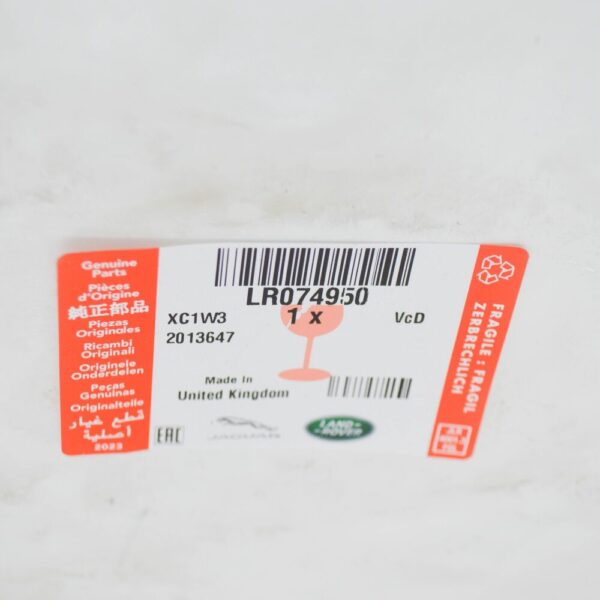 Genuine
Parts
Pièces
d'Origine
純正部品
Piezas
Originales
Ricambi
Originali
Originele
Onderdelen
Peças
Genuinas
Originalteile
قطع غيار
أصلية
2023
LR074950
XC1W3
1 x
VcD
2013647
Made In
United Kingdom
EAC
JAGUAR
LAND-
-ROVER
FRAGILE : FRAGIL
ZERBRECHLICH